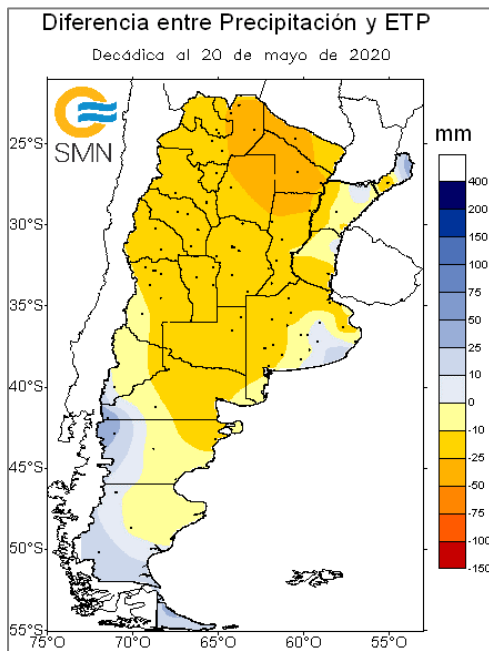 Diferencia entre Precipitación y ETP
Decádica al 20 de mayo de 2020
SMN
mm
25°S
30°S
35°S
40°S
45°S
50°S
55°S
75°O
70°O
65°O
60°O
55°O
400
200
150
100
75
50
25
10
0
-10
-25
-50
-75
-100
-150